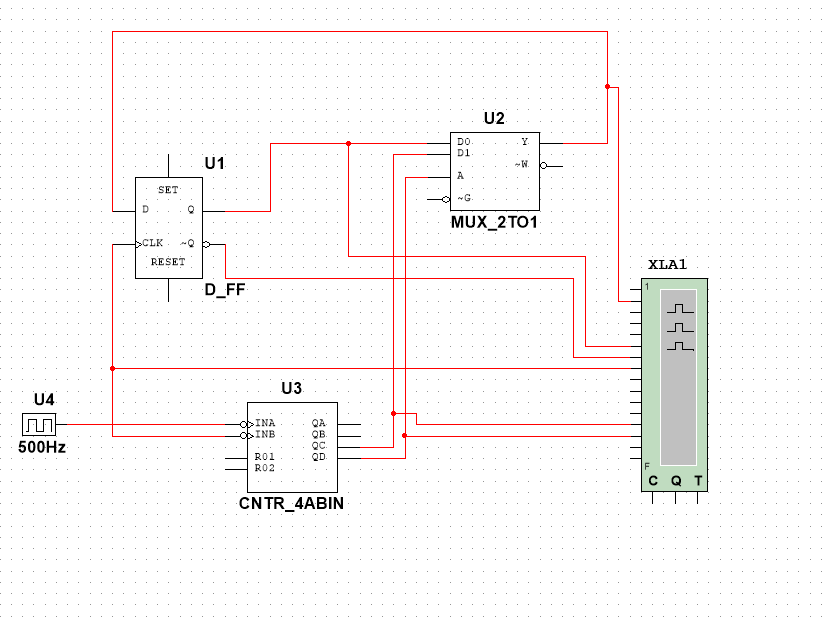 U2
D0 Y
D1
~W
A
~G
MUX_2TO1
U1
SET
D Q
CLK ~Q
RESET
D_FF
XLA1
1
F
C Q T
U3
INA QA
INB QB
QC
R01 QD
R02
CNTR_4ABIN
U4
500Hz